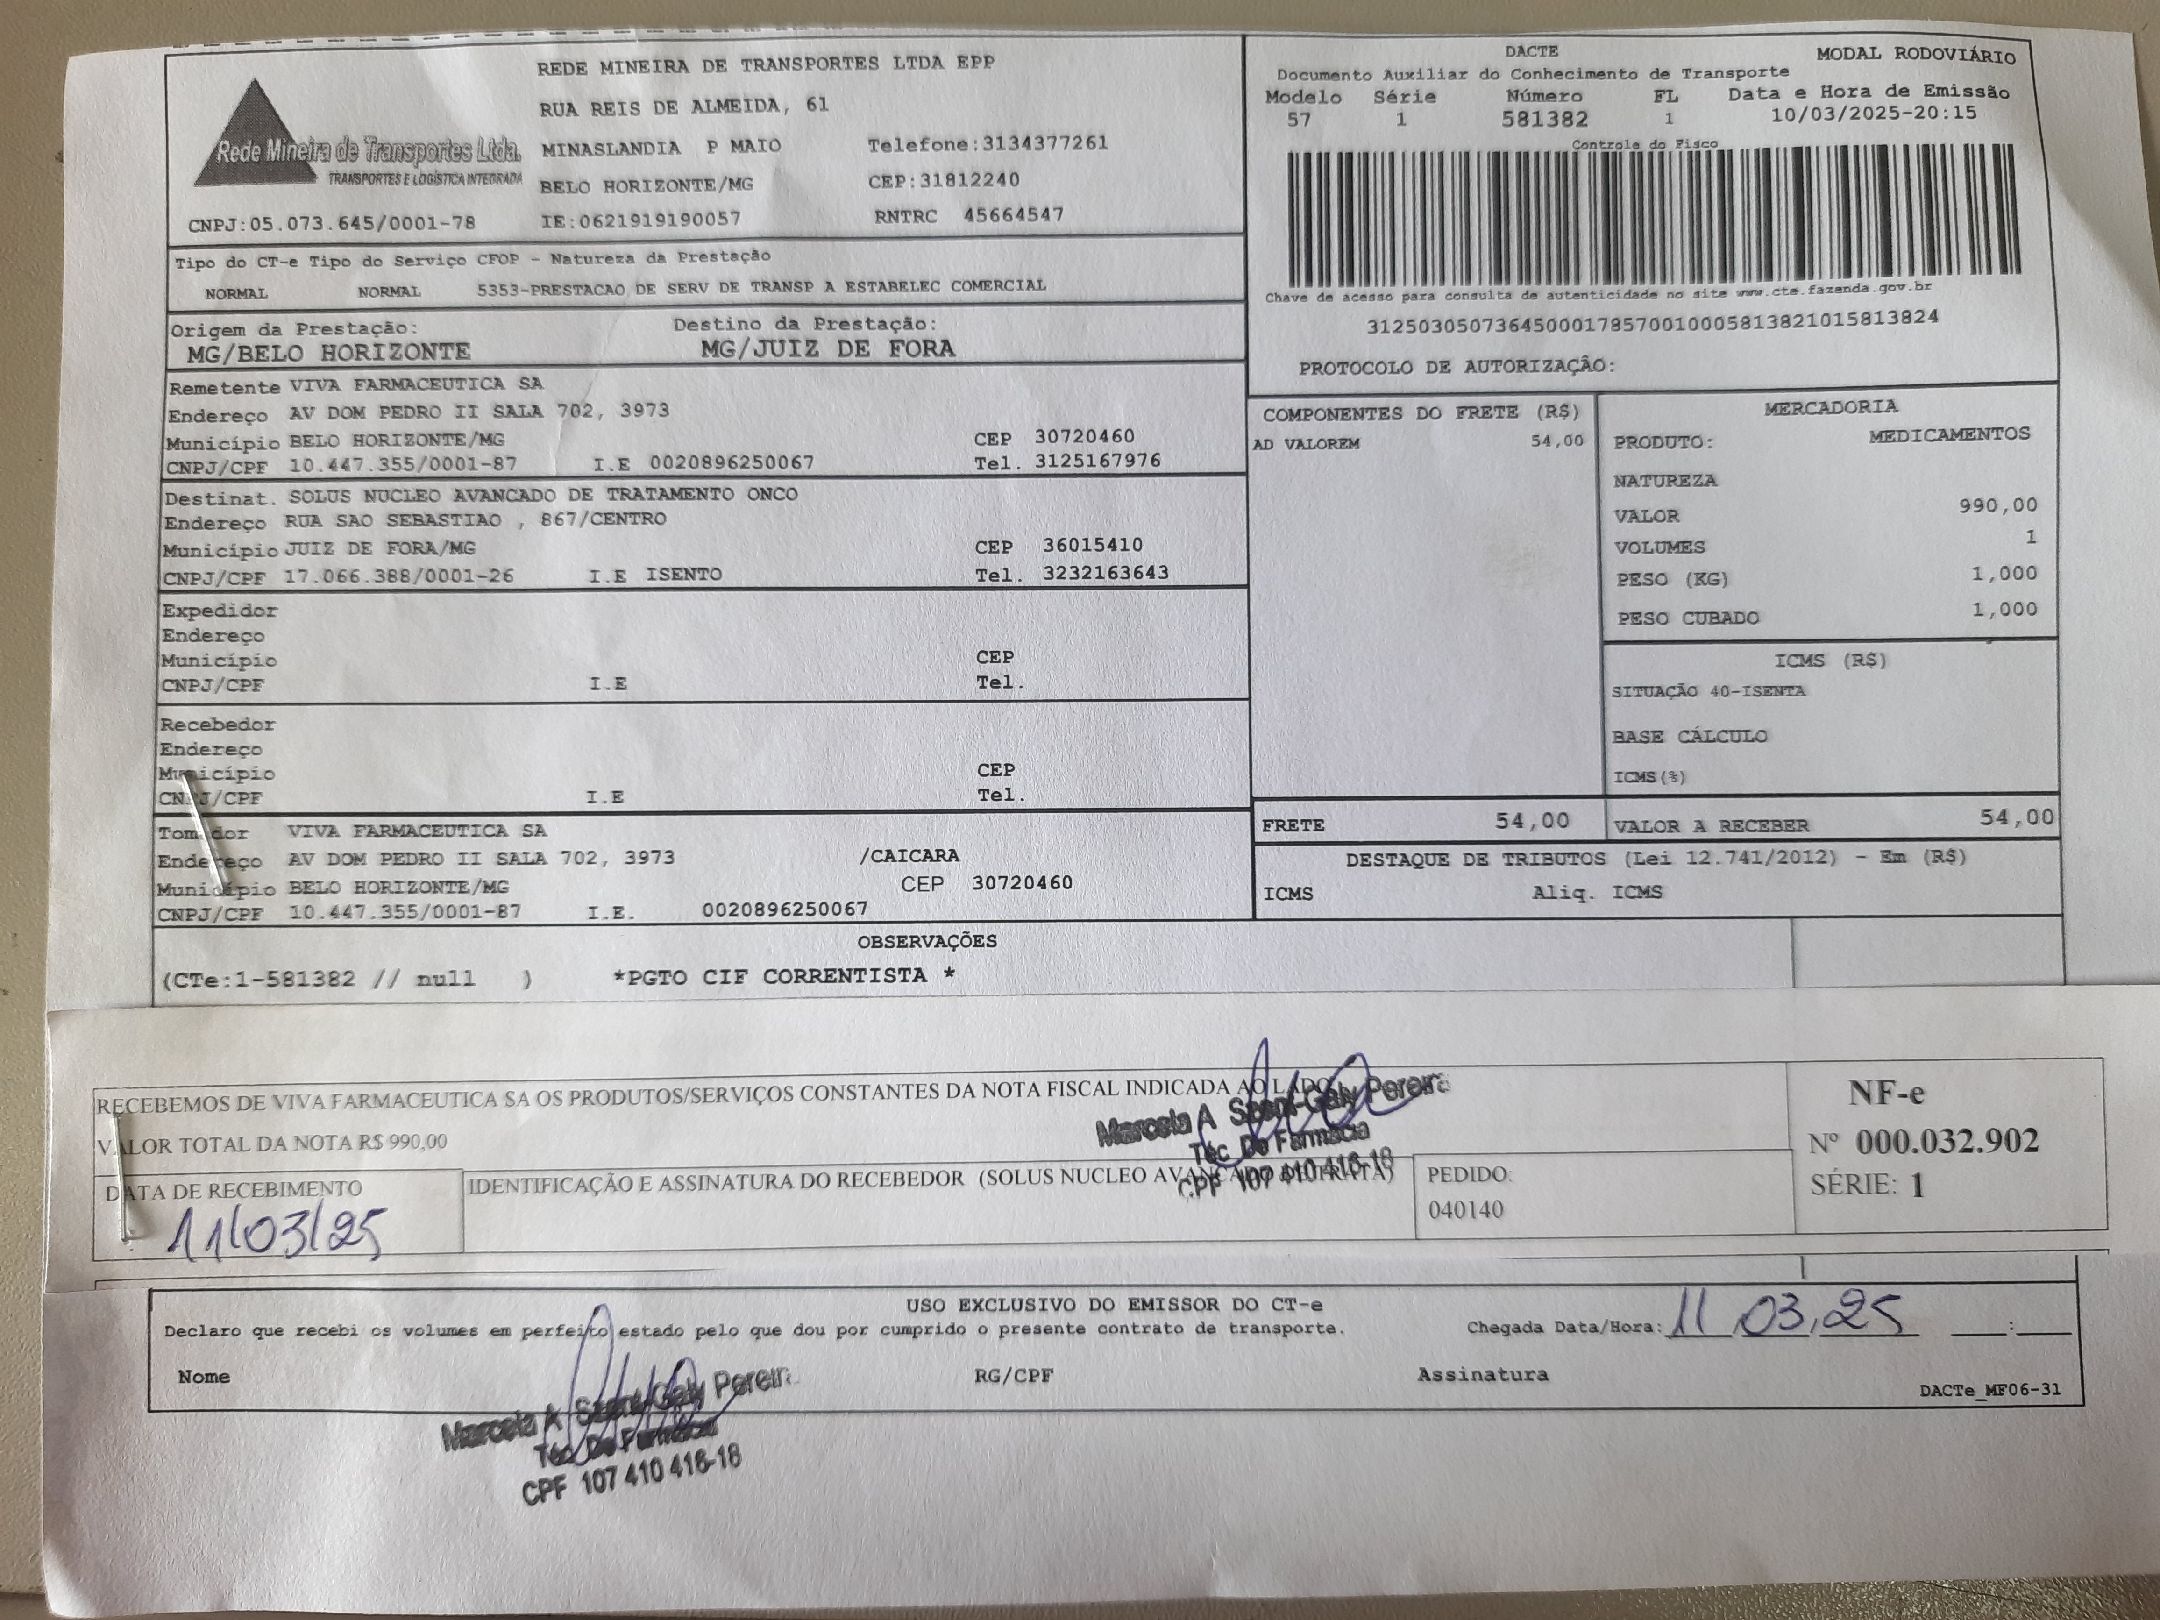 REDE MINEIRA DE TRANSPORTES LTDA EPP
RUA REIS DE ALMEIDA, 61
Rede Mineira de Transportes Ltda.
TRANSPORTES E LOGÍSTICA INTEGRADA
MINASLANDIA P MAIO Telefone:3134377261
BELO HORIZONTE/MG CEP:31812240
CNPJ:05.073.645/0001-78 IE:0621919190057 RNTRC 45664547
DACTE MODAL RODOVIÁRIO
Documento Auxiliar do Conhecimento de Transporte
Modelo Série Número FL Data e Hora de Emissão
57 1 581382 1 10/03/2025-20:15
Controle do Fisco
Chave de acesso para consulta de autenticidade no site www.cte.fazenda.gov.br
31250305073645000178570010005813821015813824
PROTOCOLO DE AUTORIZAÇÃO:
Tipo do CT-e Tipo do Serviço CFOP - Natureza da Prestação
NORMAL NORMAL 5353-PRESTACAO DE SERV DE TRANSP A ESTABELEC COMERCIAL
Origem da Prestação: Destino da Prestação:
MG/BELO HORIZONTE MG/JUIZ DE FORA
Remetente VIVA FARMACEUTICA SA
Endereço AV DOM PEDRO II SALA 702, 3973
Município BELO HORIZONTE/MG CEP 30720460
CNPJ/CPF 10.447.355/0001-87 I.E 0020896250067 Tel. 3125167976
Destinat. SOLUS NUCLEO AVANCADO DE TRATAMENTO ONCO
Endereço RUA SAO SEBASTIAO , 867/CENTRO
Município JUIZ DE FORA/MG CEP 36015410
CNPJ/CPF 17.066.388/0001-26 I.E ISENTO Tel. 3232163643
Expedidor
Endereço
Município CEP
CNPJ/CPF I.E Tel.
Recebedor
Endereço
Município CEP
CNPJ/CPF I.E Tel.
Tomador VIVA FARMACEUTICA SA
Endereço AV DOM PEDRO II SALA 702, 3973 /CAICARA
Município BELO HORIZONTE/MG CEP 30720460
CNPJ/CPF 10.447.355/0001-87 I.E. 0020896250067
COMPONENTES DO FRETE (R$)
AD VALOREM 54,00
MERCADORIA
PRODUTO: MEDICAMENTOS
NATUREZA
VALOR 990,00
VOLUMES 1
PESO (KG) 1,000
PESO CUBADO 1,000
ICMS (R$)
SITUAÇÃO 40-ISENTA
BASE CÁLCULO
ICMS(%)
FRETE 54,00 VALOR A RECEBER 54,00
DESTAQUE DE TRIBUTOS (Lei 12.741/2012) - Em (R$)
ICMS Aliq. ICMS
OBSERVAÇÕES
(CTe:1-581382 // null ) *PGTO CIF CORRENTISTA *
RECEBEMOS DE VIVA FARMACEUTICA SA OS PRODUTOS/SERVIÇOS CONSTANTES DA NOTA FISCAL INDICADA AO LADO
VALOR TOTAL DA NOTA R$ 990,00
Marcela A Pereira
Téc. De Farmácia
CPF 107 410 416-18
DATA DE RECEBIMENTO
11/03/25
IDENTIFICAÇÃO E ASSINATURA DO RECEBEDOR (SOLUS NUCLEO AVANCADO DE TRATA)
PEDIDO:
040140
NF-e
Nº 000.032.902
SÉRIE: 1
USO EXCLUSIVO DO EMISSOR DO CT-e
Declaro que recebi os volumes em perfeito estado pelo que dou por cumprido o presente contrato de transporte. Chegada Data/Hora: 11 03,25 :
Nome RG/CPF Assinatura
DACTe_MF06-31
Marcela A Pereira
Téc. De Farmácia
CPF 107 410 416-18